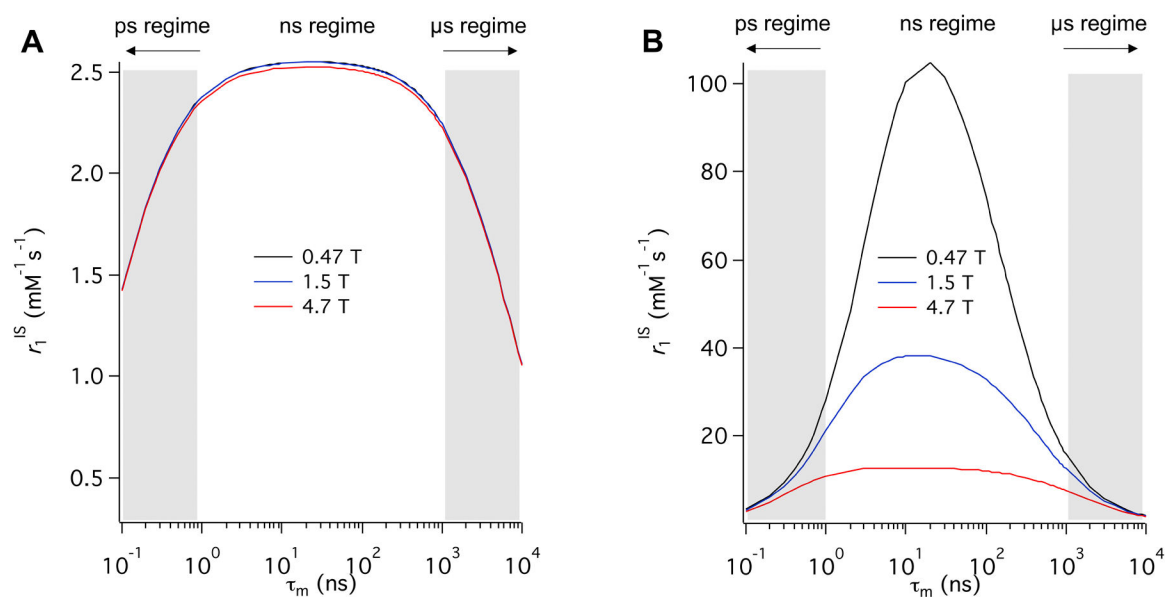 A
ps regime ns regime µs regime
2.5
2.0
1.5
1.0
0.5
r₁ᴵˢ (mM⁻¹ s⁻¹)
0.47 T
1.5 T
4.7 T
10⁻¹ 10⁰ 10¹ 10² 10³ 10⁴
τₘ (ns)
B
ps regime ns regime µs regime
100
80
60
40
20
r₁ᴵˢ (mM⁻¹ s⁻¹)
0.47 T
1.5 T
4.7 T
10⁻¹ 10⁰ 10¹ 10² 10³ 10⁴
τₘ (ns)